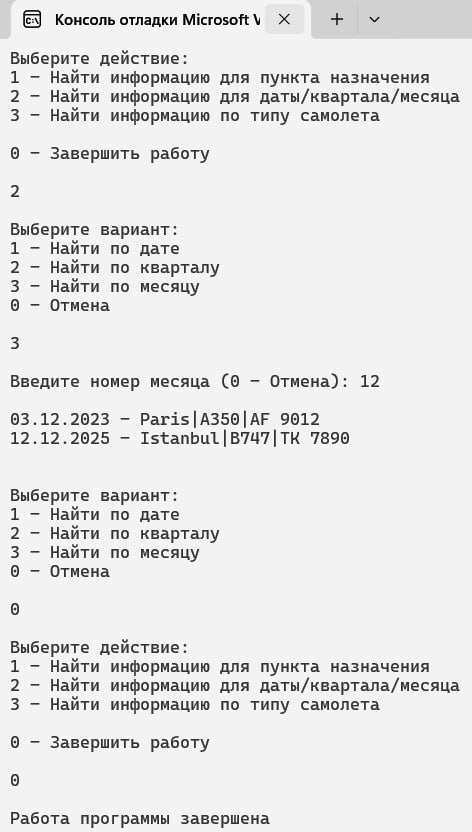 Консоль отладки Microsoft V
Выберите действие:
1 – Найти информацию для пункта назначения
2 – Найти информацию для даты/квартала/месяца
3 – Найти информацию по типу самолета
0 – Завершить работу
2
Выберите вариант:
1 – Найти по дате
2 – Найти по кварталу
3 – Найти по месяцу
0 – Отмена
3
Введите номер месяца (0 – Отмена): 12
03.12.2023 – Paris|A350|AF 9012
12.12.2025 – Istanbul|B747|TK 7890
Выберите вариант:
1 – Найти по дате
2 – Найти по кварталу
3 – Найти по месяцу
0 – Отмена
0
Выберите действие:
1 – Найти информацию для пункта назначения
2 – Найти информацию для даты/квартала/месяца
3 – Найти информацию по типу самолета
0 – Завершить работу
0
Работа программы завершена